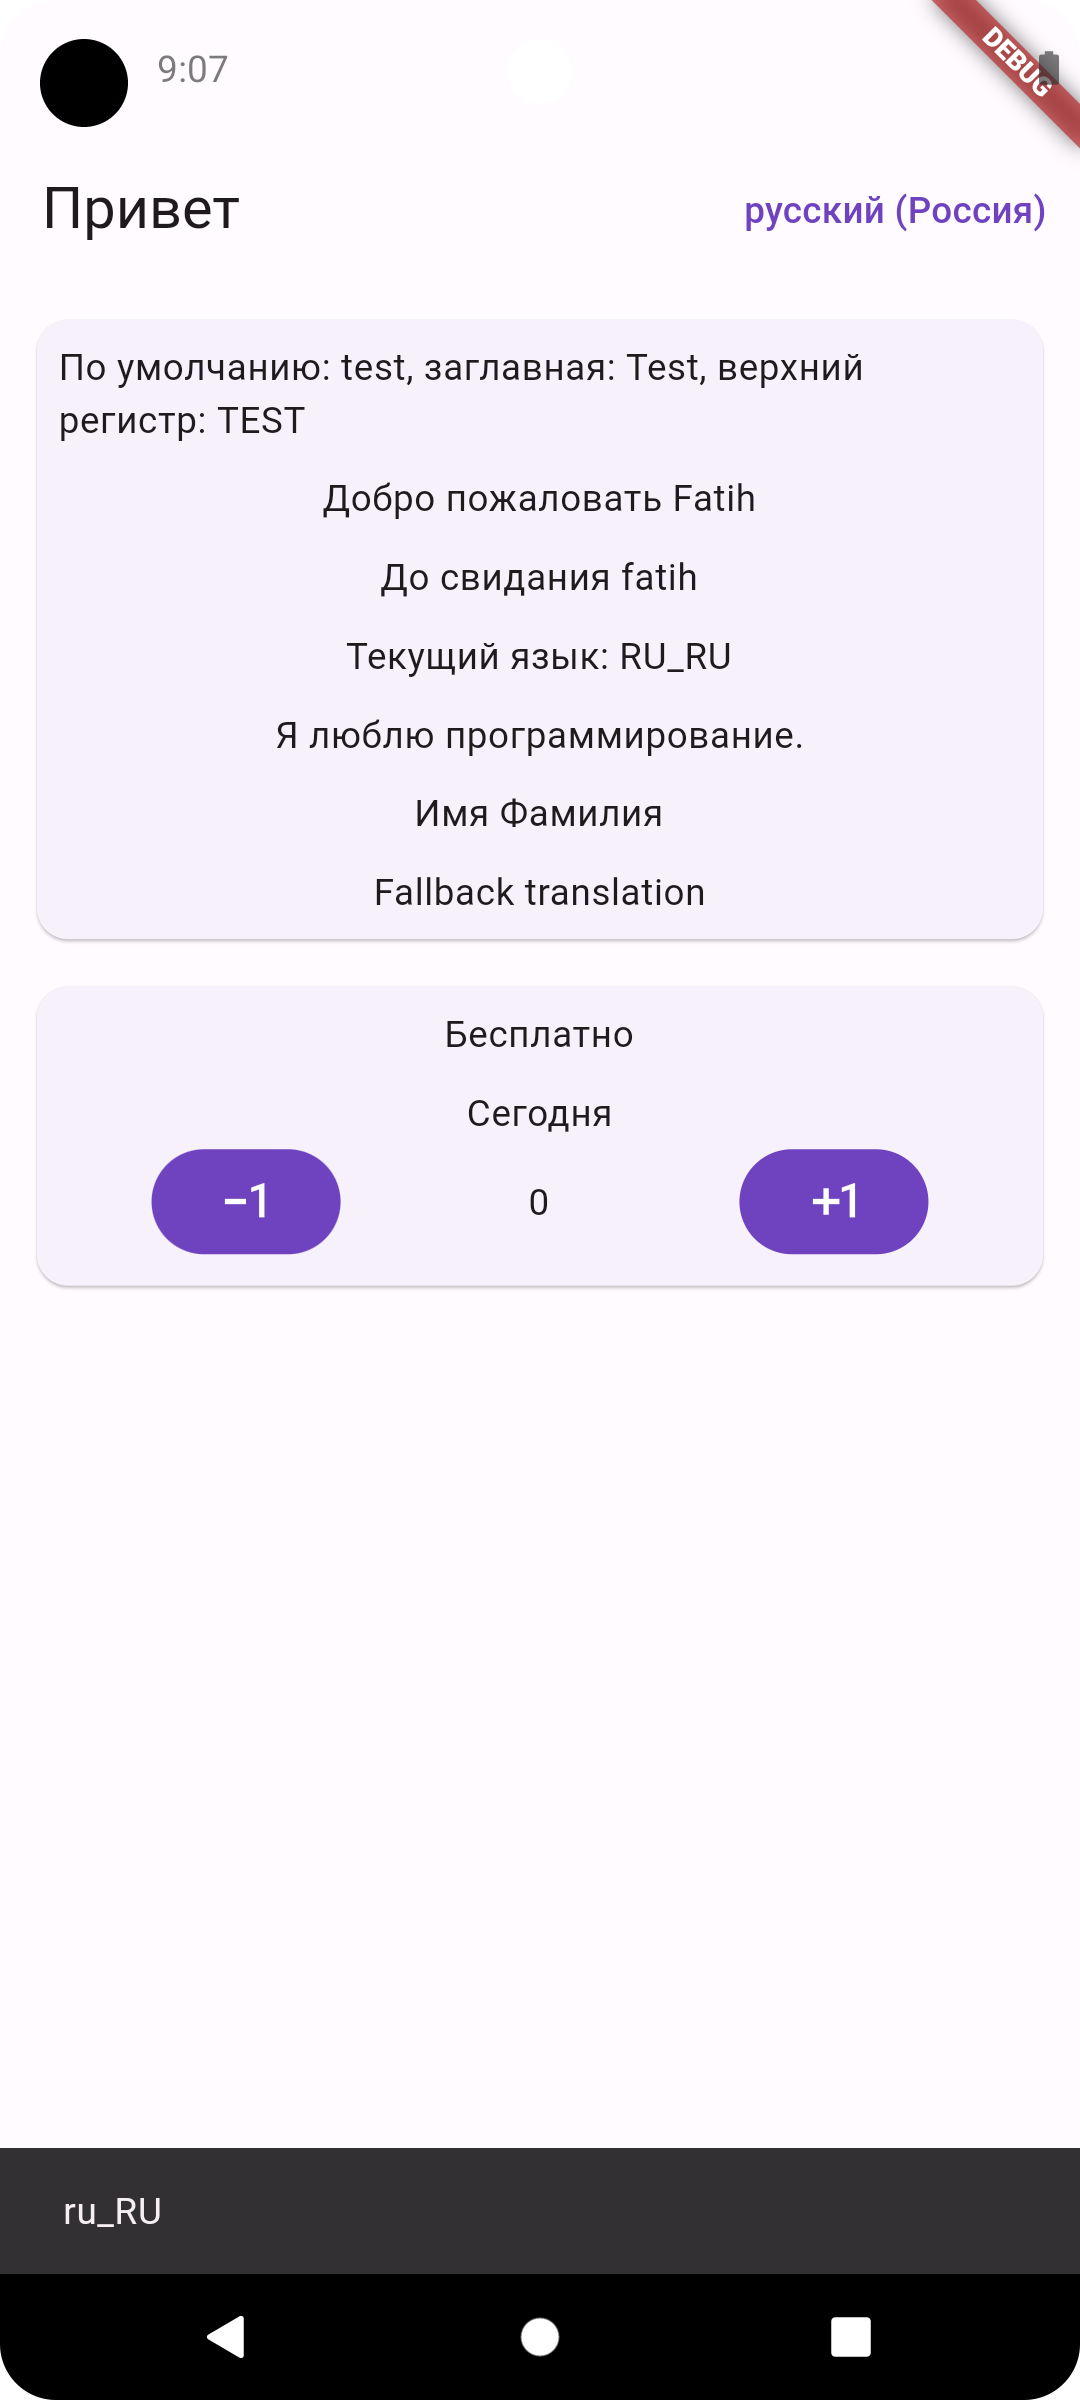 9:07
DEBUG
Привет
русский (Россия)
По умолчанию: test, заглавная: Test, верхний
регистр: TEST
Добро пожаловать Fatih
До свидания fatih
Текущий язык: RU_RU
Я люблю программирование.
Имя Фамилия
Fallback translation
Бесплатно
Сегодня
−1
0
+1
ru_RU